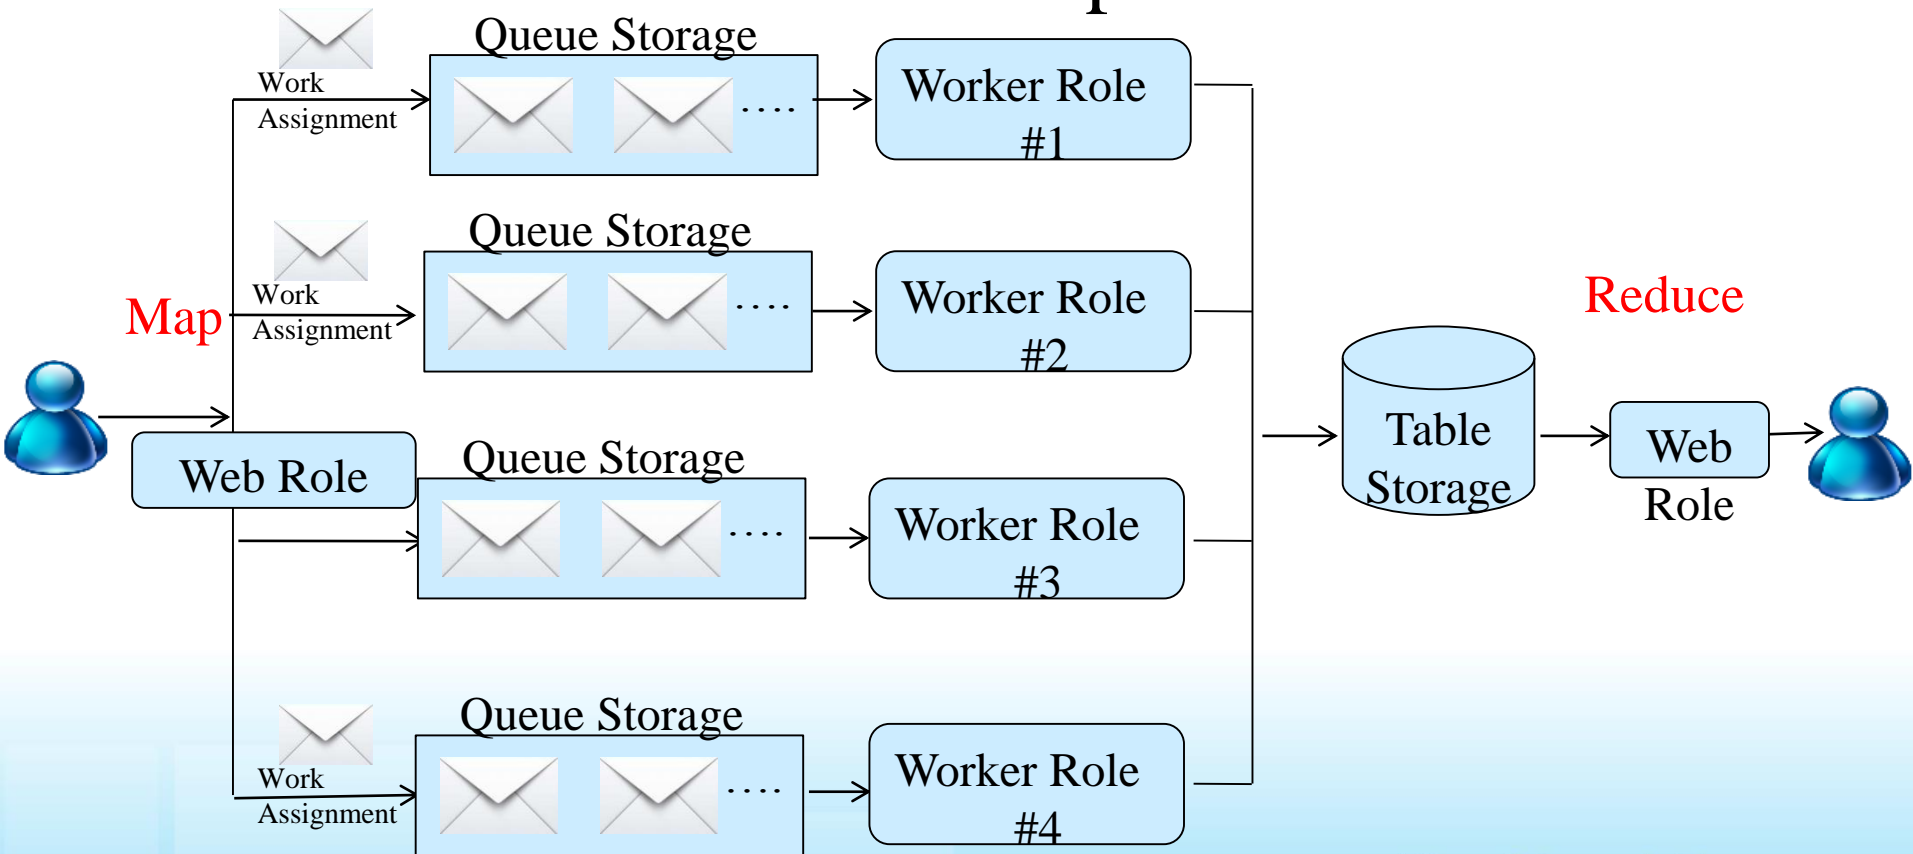 Queue Storage
Work
Assignment
....
Worker Role
#1
Queue Storage
Work
Assignment
....
Worker Role
#2
Map
Reduce
Web Role
Queue Storage
....
Worker Role
#3
Table
Storage
Web
Role
Queue Storage
Work
Assignment
....
Worker Role
#4